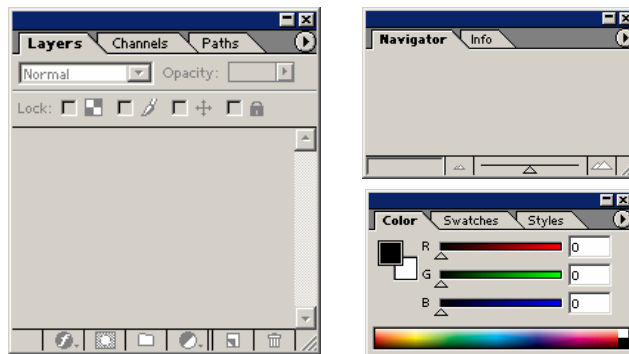 Layers Channels Paths
Normal Opacity:
Lock:
Navigator Info
Color Swatches Styles
R 0
G 0
B 0